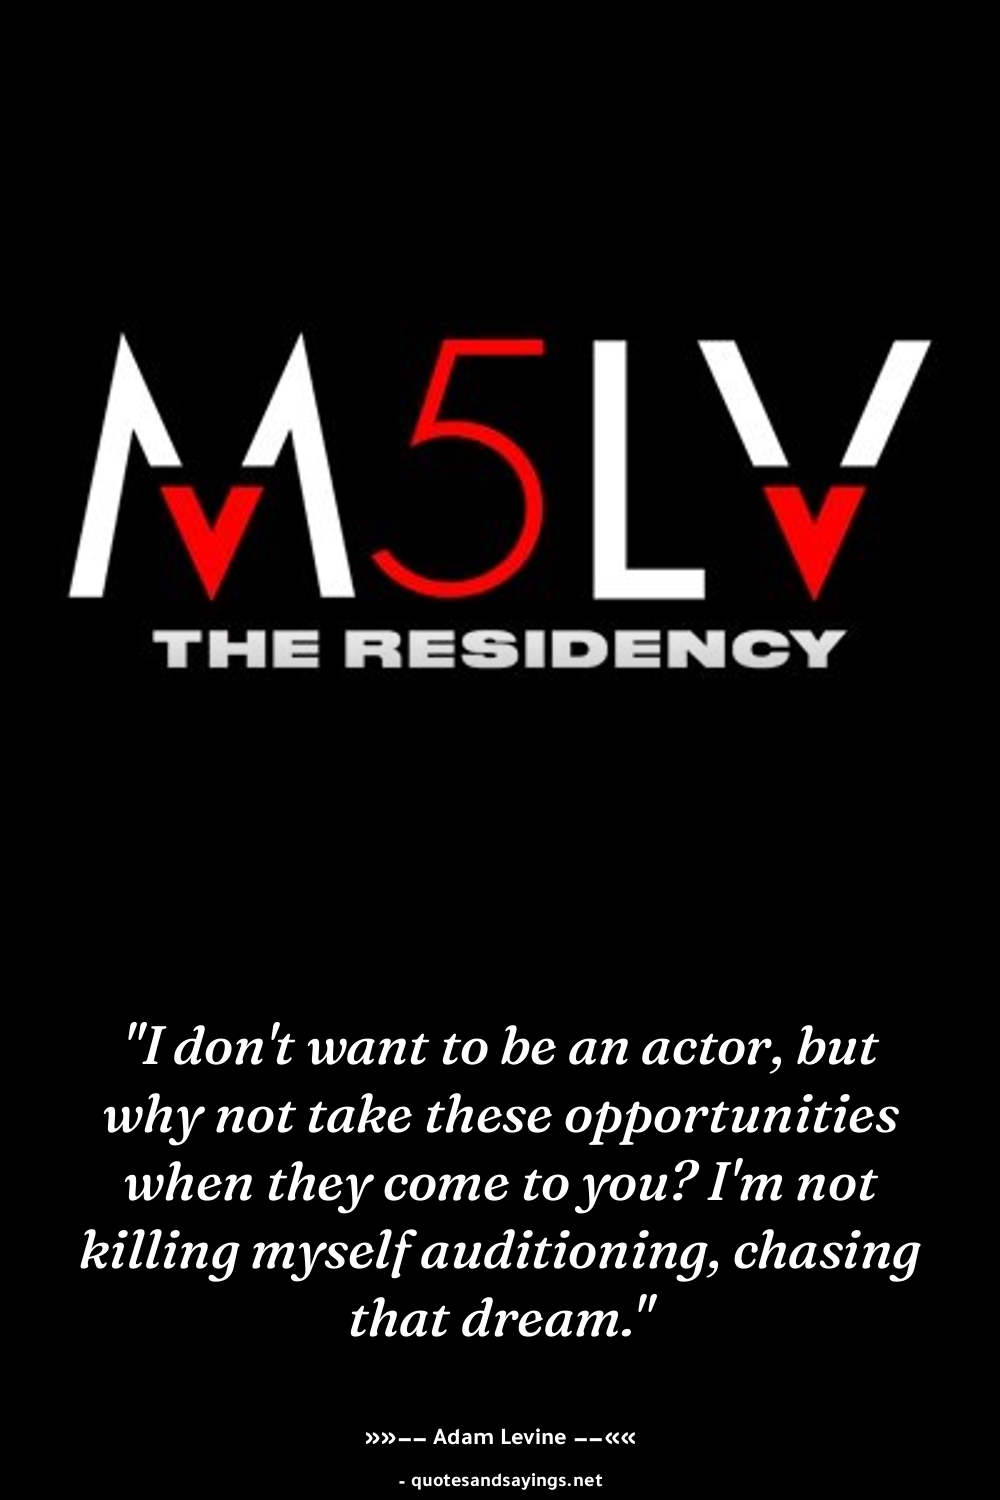 M5LV
THE RESIDENCY
"I don't want to be an actor, but
why not take these opportunities
when they come to you? I'm not
killing myself auditioning, chasing
that dream."
»»−− Adam Levine −−««
- quotesandsayings.net